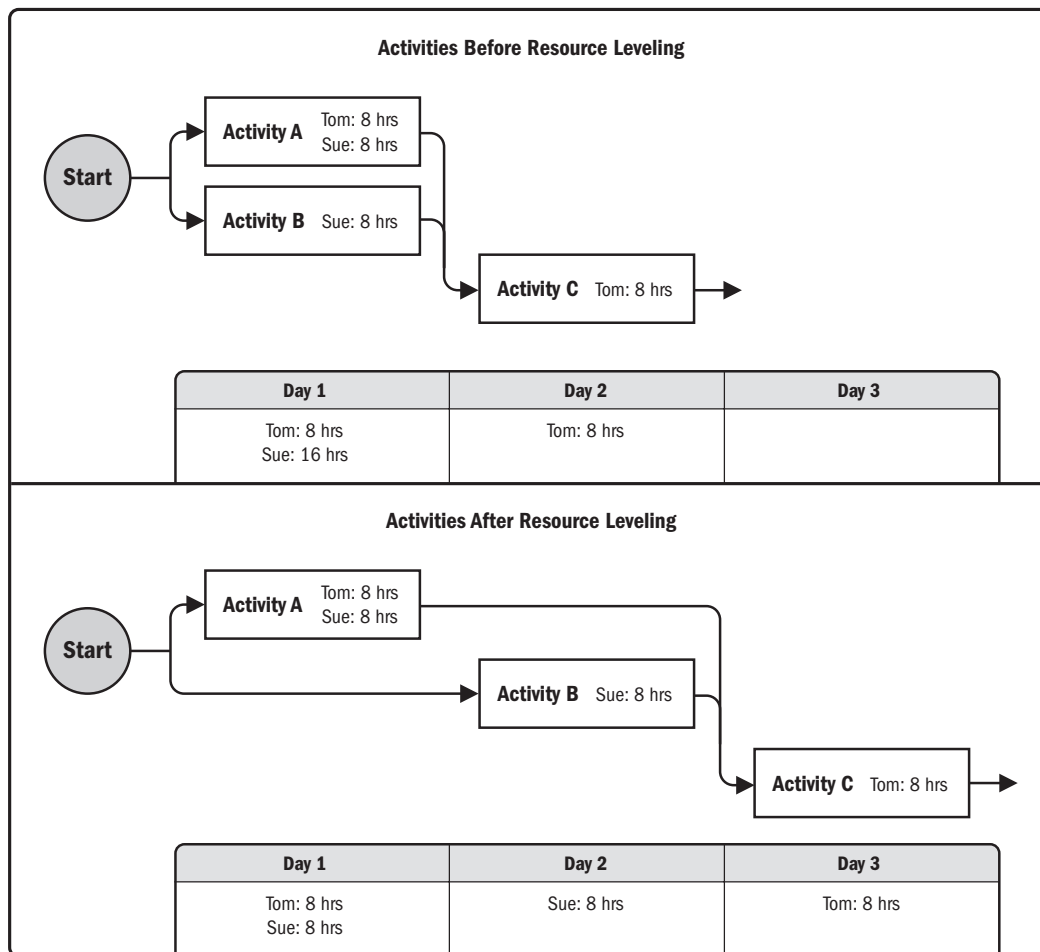 Activities Before Resource Leveling
Start
Activity A
Tom: 8 hrs
Sue: 8 hrs
Activity B Sue: 8 hrs
Activity C Tom: 8 hrs
Day 1 Day 2 Day 3
Tom: 8 hrs Tom: 8 hrs
Sue: 16 hrs
Activities After Resource Leveling
Start
Activity A
Tom: 8 hrs
Sue: 8 hrs
Activity B Sue: 8 hrs
Activity C Tom: 8 hrs
Day 1 Day 2 Day 3
Tom: 8 hrs Sue: 8 hrs Tom: 8 hrs
Sue: 8 hrs